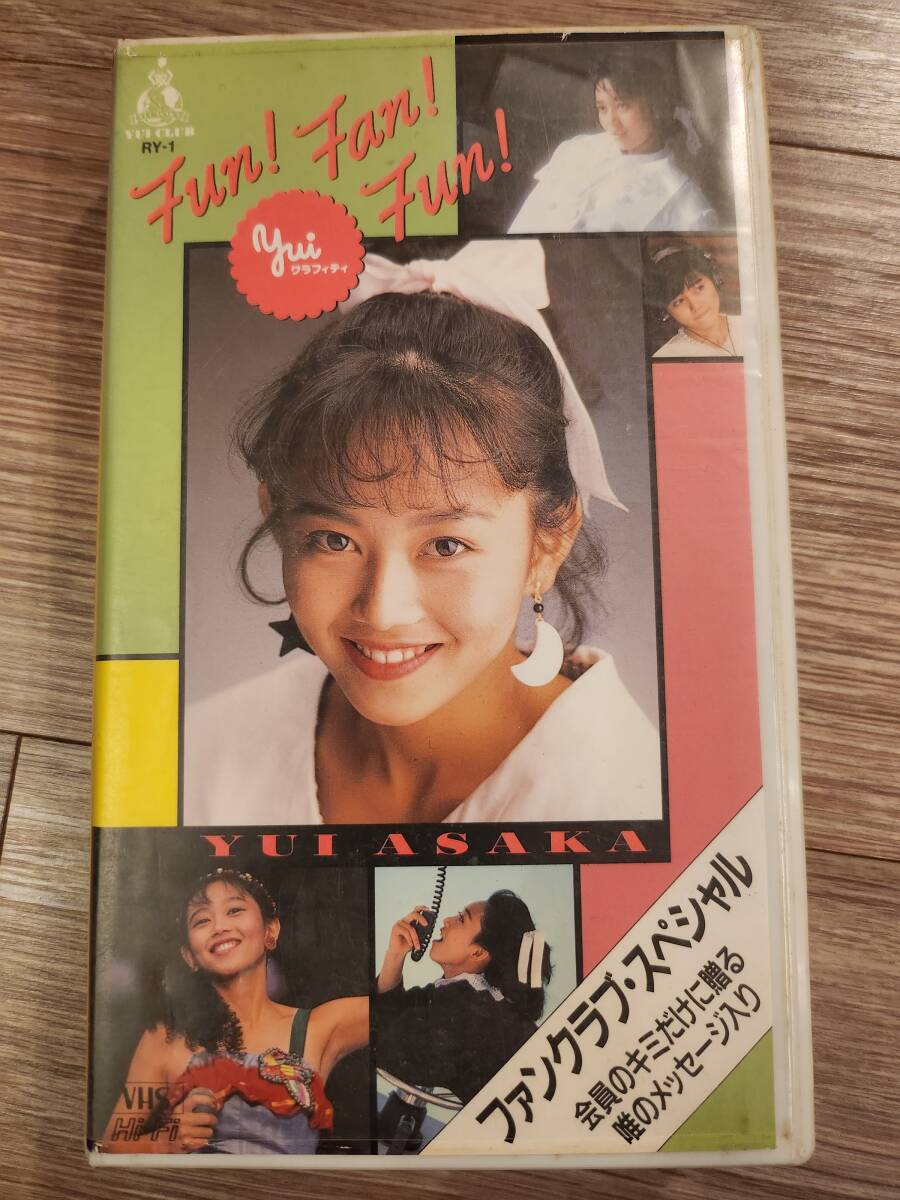 YUI CLUB
RY-1
Fun! Fan!
Fun!
yui
グラフィティ
YUI ASAKA
ファンクラブ・スペシャル
会員のキミだけに贈る
唯のメッセージ入り
VHS
Hi-Fi